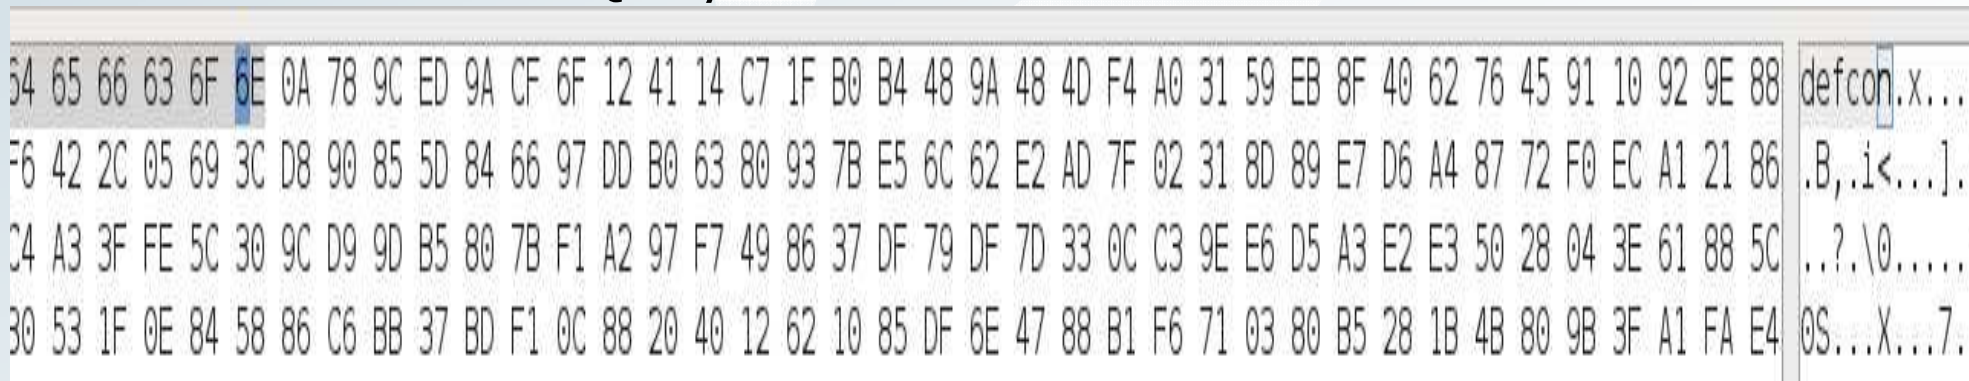 64 65 66 63 6F 6E 0A 78 9C ED 9A CF 6F 12 41 14 C7 1F B0 B4 48 9A 48 4D F4 A0 31 59 EB 8F 40 62 76 45 91 10 92 9E 88 defcon.x...
F6 42 2C 05 69 3C D8 90 85 5D 84 66 97 DD B0 63 80 93 7B E5 6C 62 E2 AD 7F 02 31 8D 89 E7 D6 A4 87 72 F0 EC A1 21 86 .B,.i<...].
C4 A3 3F FE 5C 30 9C D9 9D B5 80 7B F1 A2 97 F7 49 86 37 DF 79 DF 7D 33 0C C3 9E E6 D5 A3 E2 E3 50 28 04 3E 61 88 5C ..?.\0.....
30 53 1F 0E 84 58 86 C6 BB 37 BD F1 0C 88 20 40 12 62 10 85 DF 6E 47 88 B1 F6 71 03 80 B5 28 1B 4B 80 9B 3F A1 FA E4 0S...X...7.